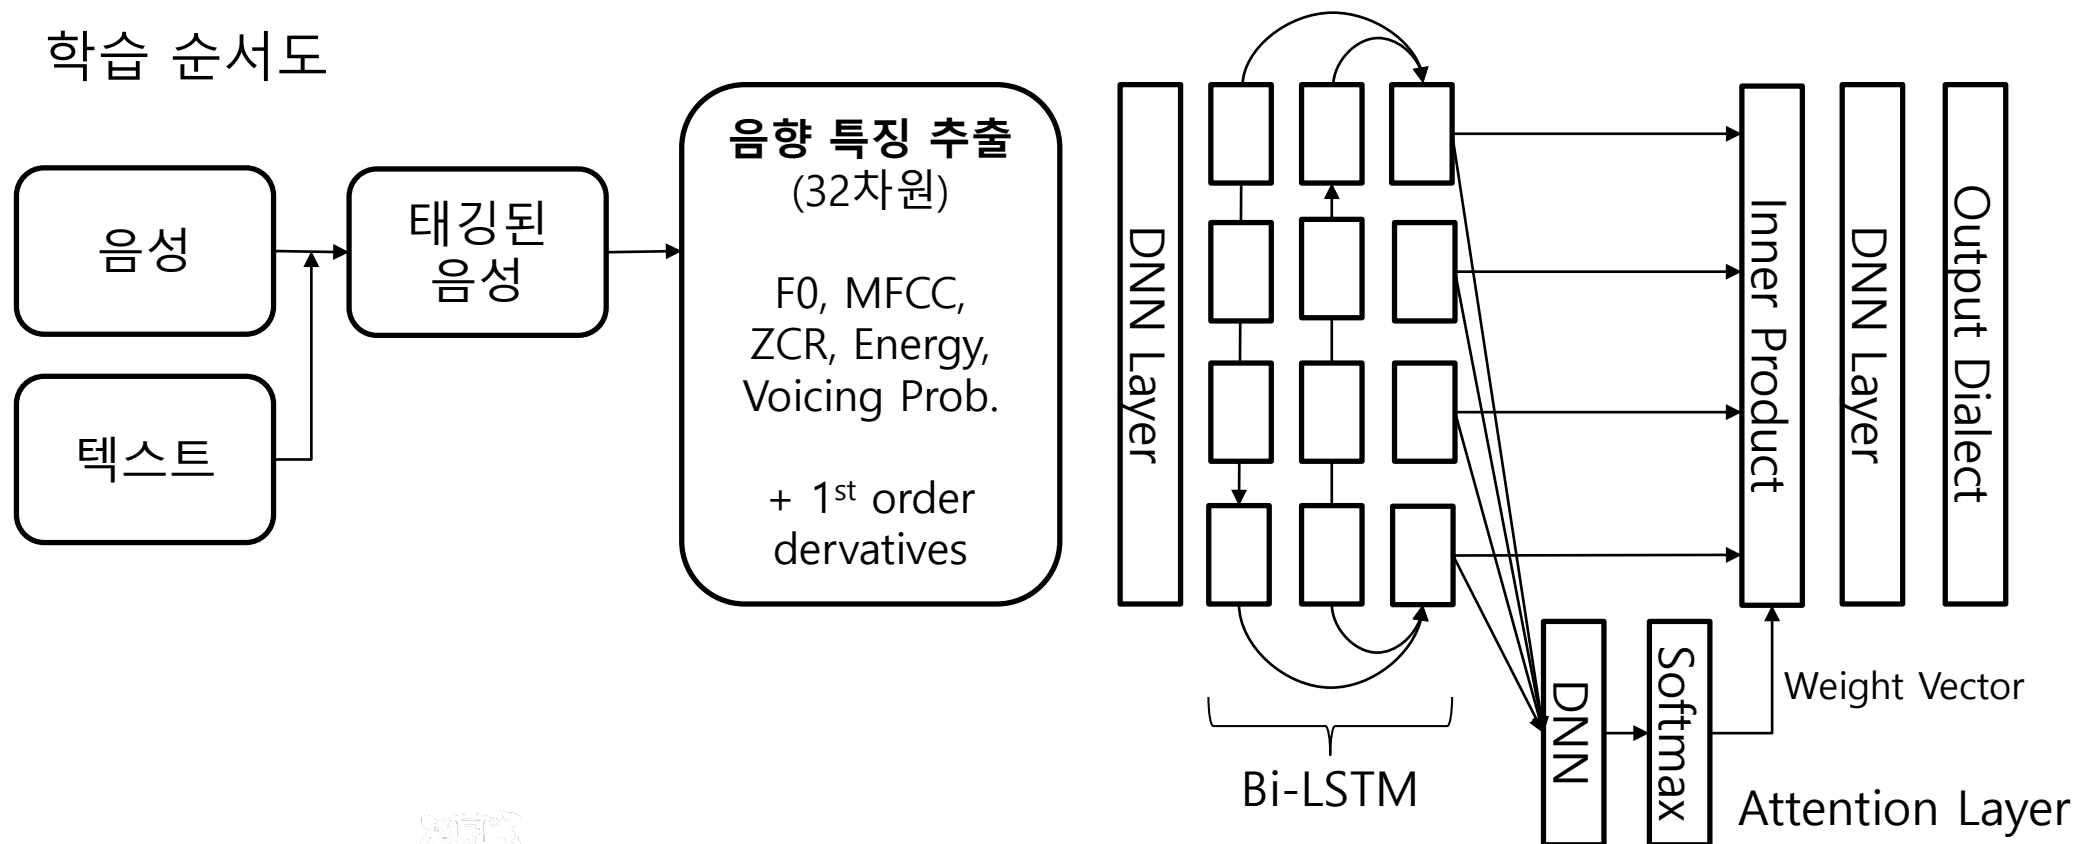 학습 순서도
음성
텍스트
태깅된
음성
음향 특징 추출
(32차원)
F0, MFCC,
ZCR, Energy,
Voicing Prob.
+ 1st order
dervatives
DNN Layer
Bi-LSTM
DNN
Softmax
Weight Vector
Attention Layer
Inner Product
DNN Layer
Output Dialect